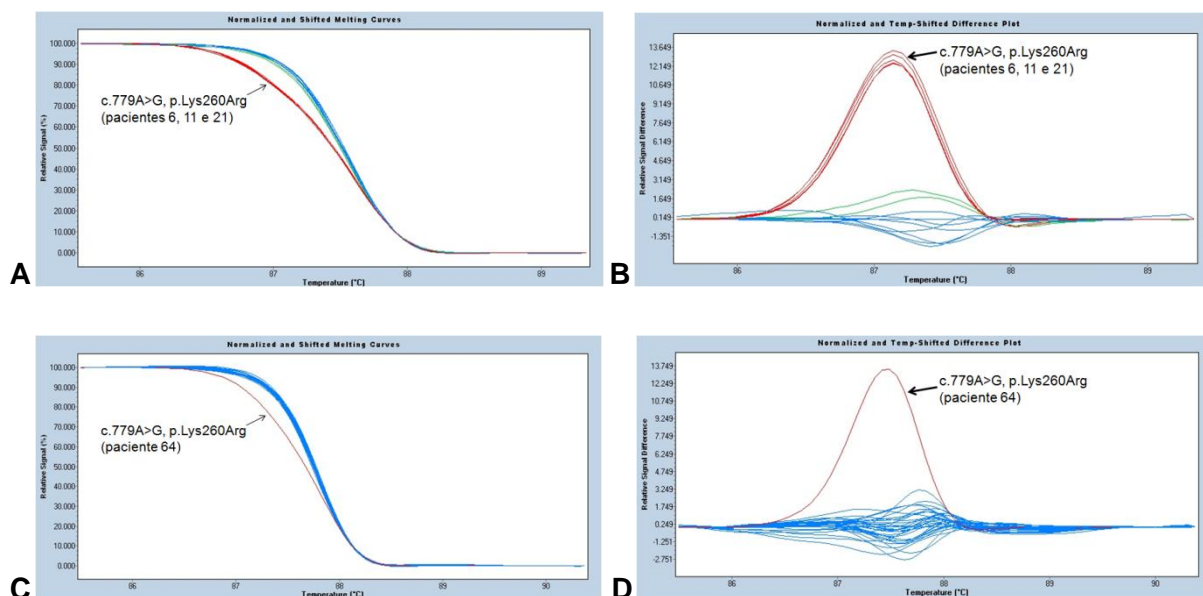 Normalized and Shifted Melting Curves
Relative Signal (%)
100.000
90.000
80.000
70.000
60.000
50.000
40.000
30.000
20.000
10.000
0.000
c.779A>G, p.Lys260Arg
(pacientes 6, 11 e 21)
86 87 88 89
Temperature (°C)
A
Normalized and Temp-Shifted Difference Plot
Relative Signal Difference
13.649
12.149
10.649
9.149
7.649
6.149
4.649
3.149
1.649
0.149
-1.351
c.779A>G, p.Lys260Arg
(pacientes 6, 11 e 21)
86 87 88 89
Temperature (°C)
B
Normalized and Shifted Melting Curves
Relative Signal (%)
100.000
90.000
80.000
70.000
60.000
50.000
40.000
30.000
20.000
10.000
0.000
c.779A>G, p.Lys260Arg
(paciente 64)
86 87 88 89 90
Temperature (°C)
C
Normalized and Temp-Shifted Difference Plot
Relative Signal Difference
13.749
12.249
10.749
9.249
7.749
6.249
4.749
3.249
1.749
0.249
-1.251
-2.751
c.779A>G, p.Lys260Arg
(paciente 64)
86 87 88 89 90
Temperature (°C)
D